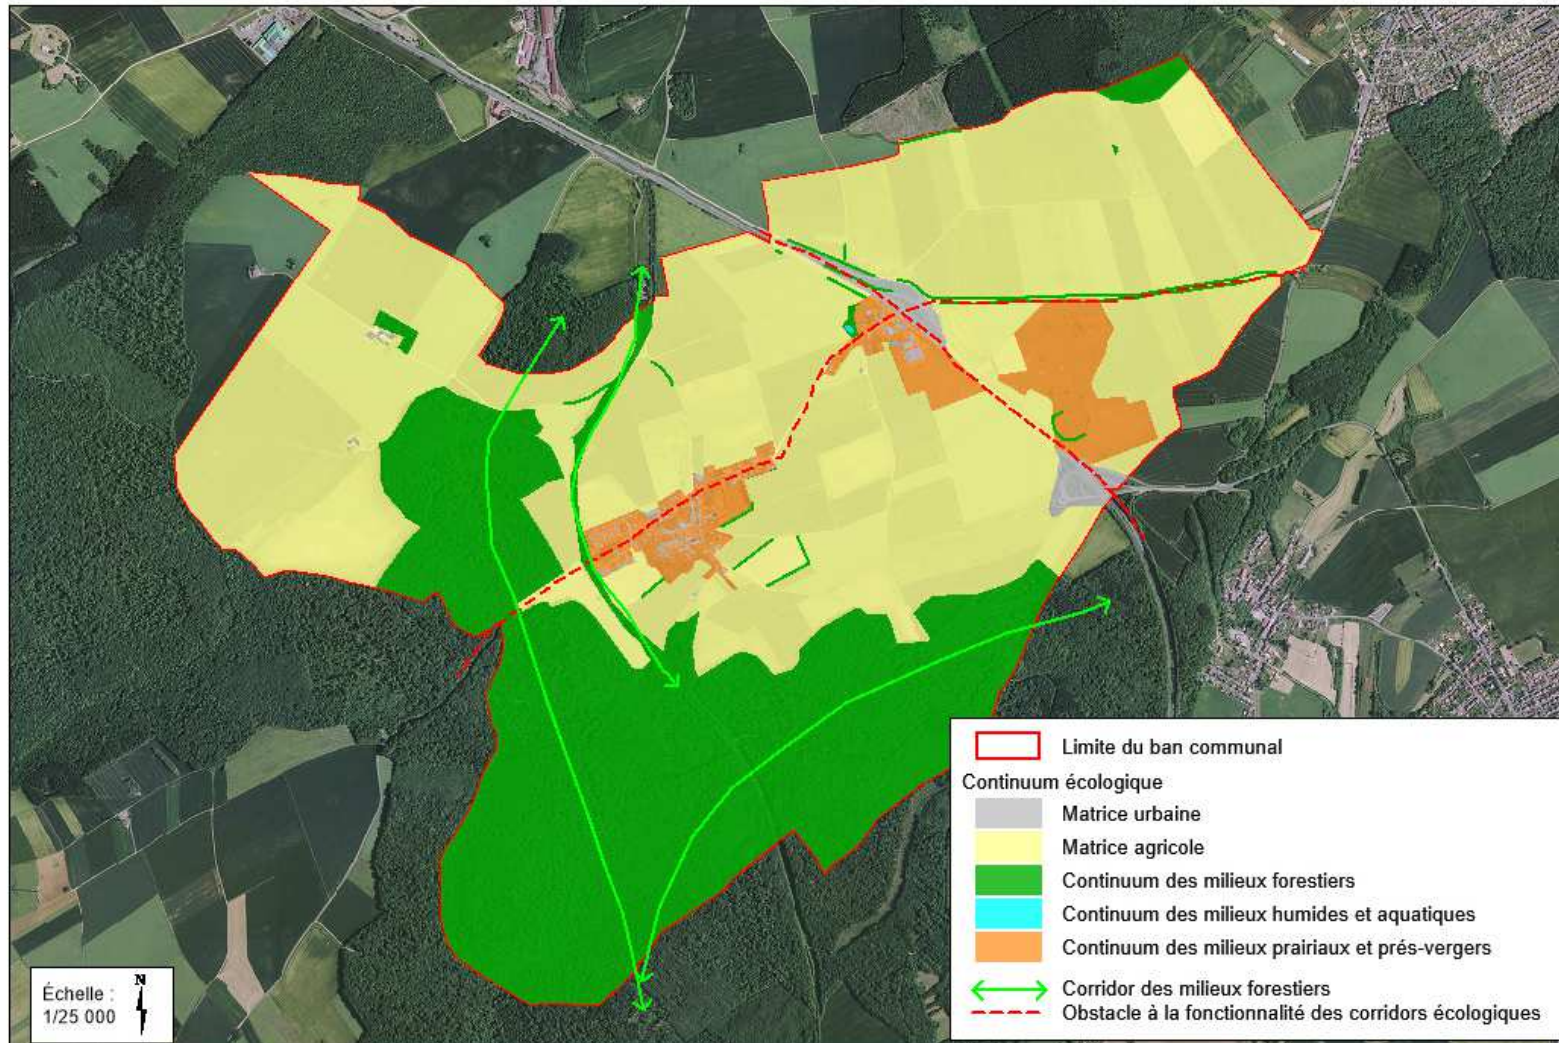 Limite du ban communal
Continuum écologique
Matrice urbaine
Matrice agricole
Continuum des milieux forestiers
Continuum des milieux humides et aquatiques
Continuum des milieux prairiaux et prés-vergers
Corridor des milieux forestiers
Obstacle à la fonctionnalité des corridors écologiques
Échelle :
1/25 000
N